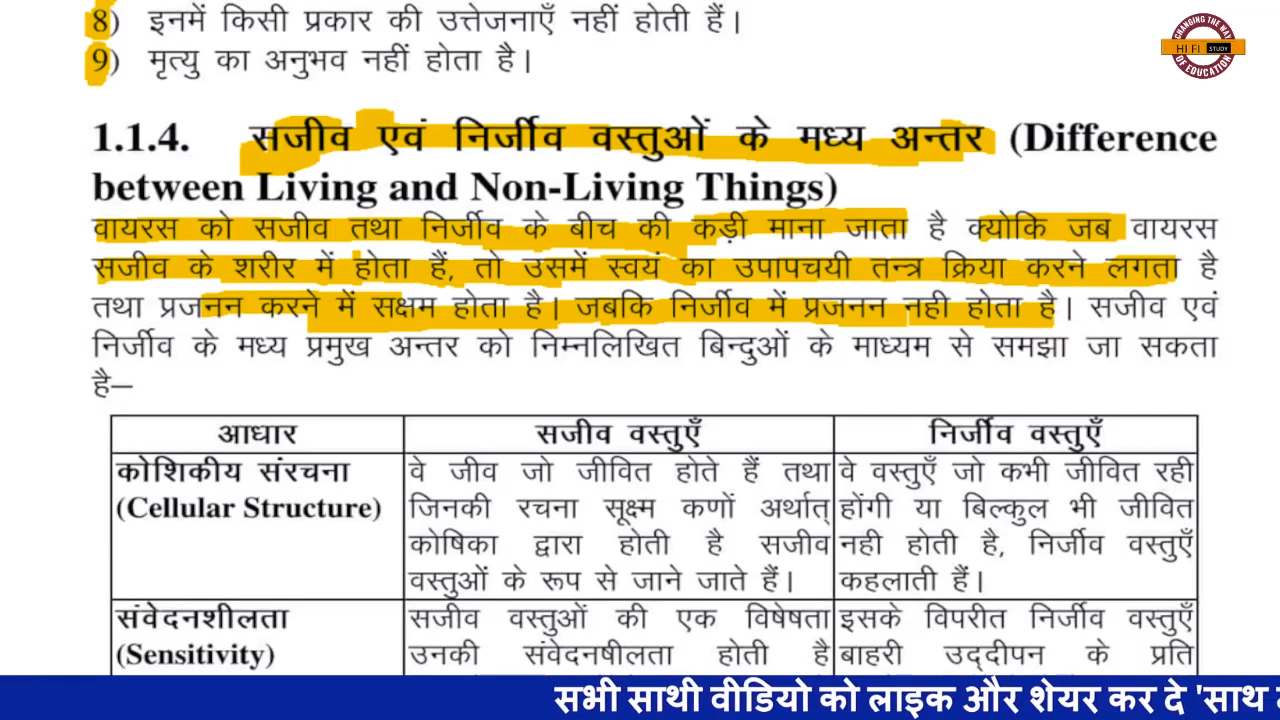 8) इनमें किसी प्रकार की उत्तेजनाएँ नहीं होती हैं।
9) मृत्यु का अनुभव नहीं होता है।
CHANGING THE WAY
HI FI STUDY
OF EDUCATION
1.1.4. सजीव एवं निर्जीव वस्तुओं के मध्य अन्तर (Difference
between Living and Non-Living Things)
वायरस को सजीव तथा निर्जीव के बीच की कड़ी माना जाता है क्योकि जब वायरस
सजीव के शरीर में होता हैं, तो उसमें स्वयं का उपापचयी तन्त्र क्रिया करने लगता है
तथा प्रजनन करने में सक्षम होता है। जबकि निर्जीव में प्रजनन नही होता है। सजीव एवं
निर्जीव के मध्य प्रमुख अन्तर को निम्नलिखित बिन्दुओं के माध्यम से समझा जा सकता
है—
आधार सजीव वस्तुएँ निर्जीव वस्तुएँ
कोशिकीय संरचना वे जीव जो जीवित होते हैं तथा वे वस्तुएँ जो कभी जीवित रही
(Cellular Structure) जिनकी रचना सूक्ष्म कणों अर्थात् होंगी या बिल्कुल भी जीवित
कोषिका द्वारा होती है सजीव नही होती है, निर्जीव वस्तुएँ
वस्तुओं के रूप से जाने जाते हैं। कहलाती हैं।
संवेदनशीलता सजीव वस्तुओं की एक विषेषता इसके विपरीत निर्जीव वस्तुएँ
(Sensitivity) उनकी संवेदनषीलता होती है बाहरी उद्दीपन के प्रति
सभी साथी वीडियो को लाइक और शेयर कर दे 'साथ